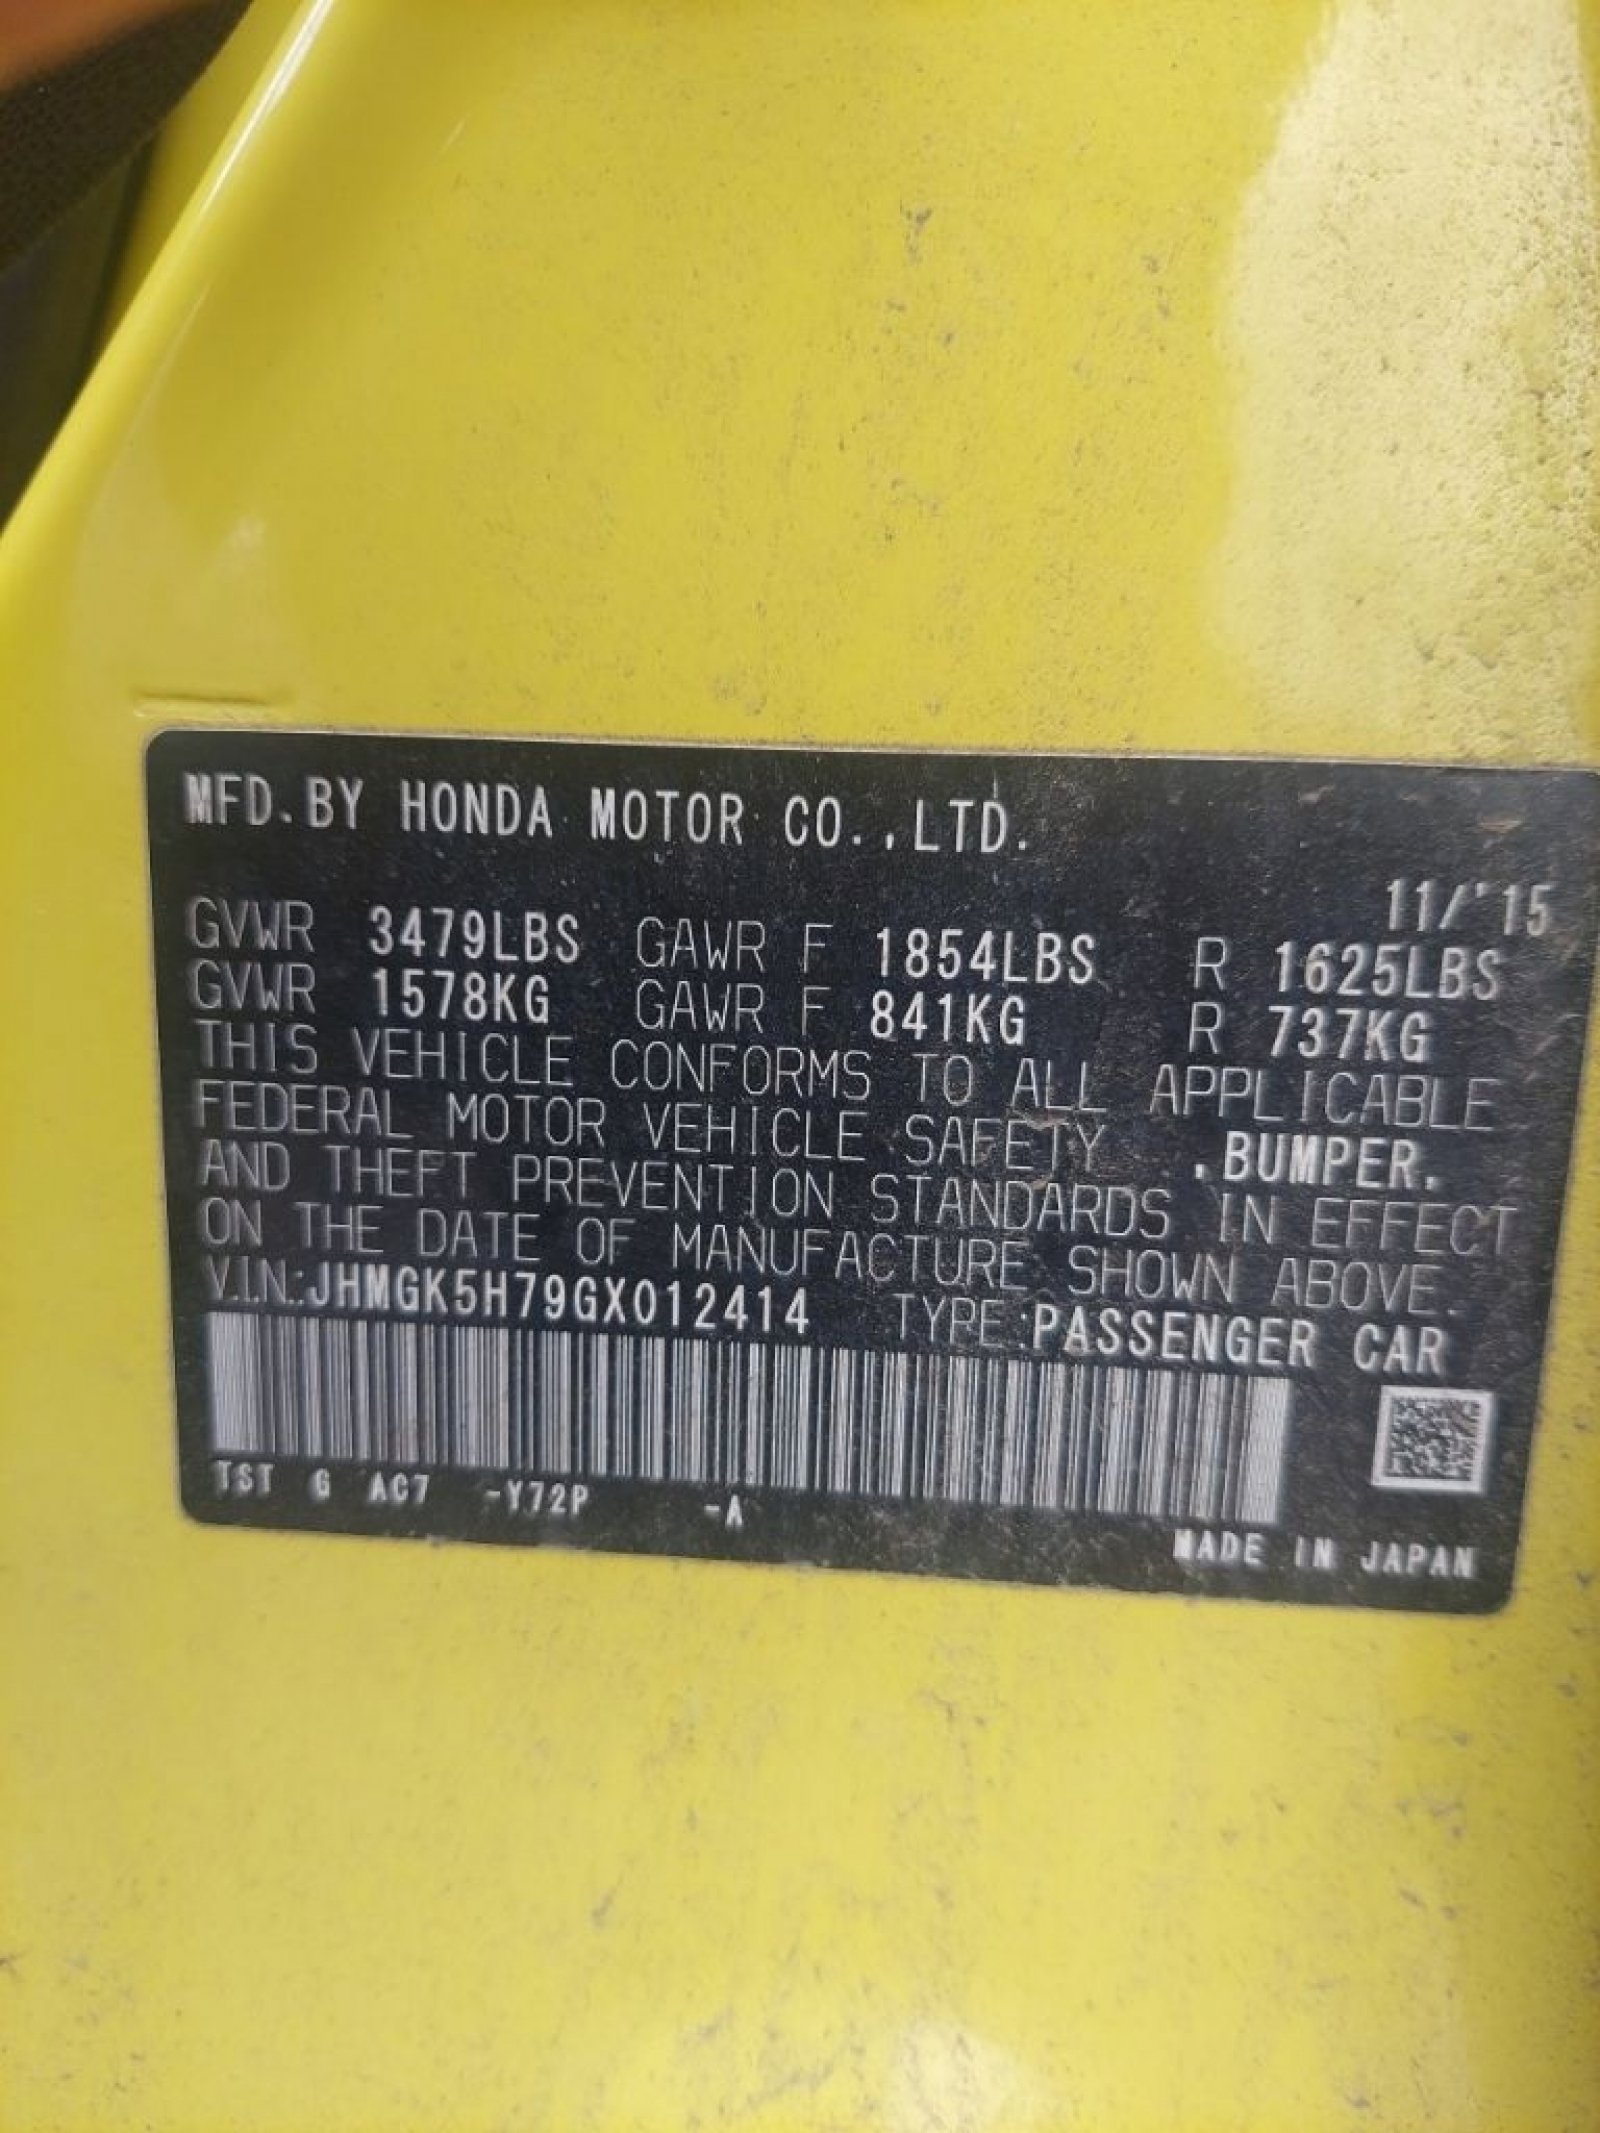 MFD.BY HONDA MOTOR CO.,LTD.
11/'15
GVWR 3479LBS GAWR F 1854LBS R 1625LBS
GVWR 1578KG GAWR F 841KG R 737KG
THIS VEHICLE CONFORMS TO ALL APPLICABLE
FEDERAL MOTOR VEHICLE SAFETY ,BUMPER,
AND THEFT PREVENTION STANDARDS IN EFFECT
ON THE DATE OF MANUFACTURE SHOWN ABOVE.
V.I.N.:JHMGK5H79GX012414 TYPE:PASSENGER CAR
TST G AC7 -Y72P -A
MADE IN JAPAN